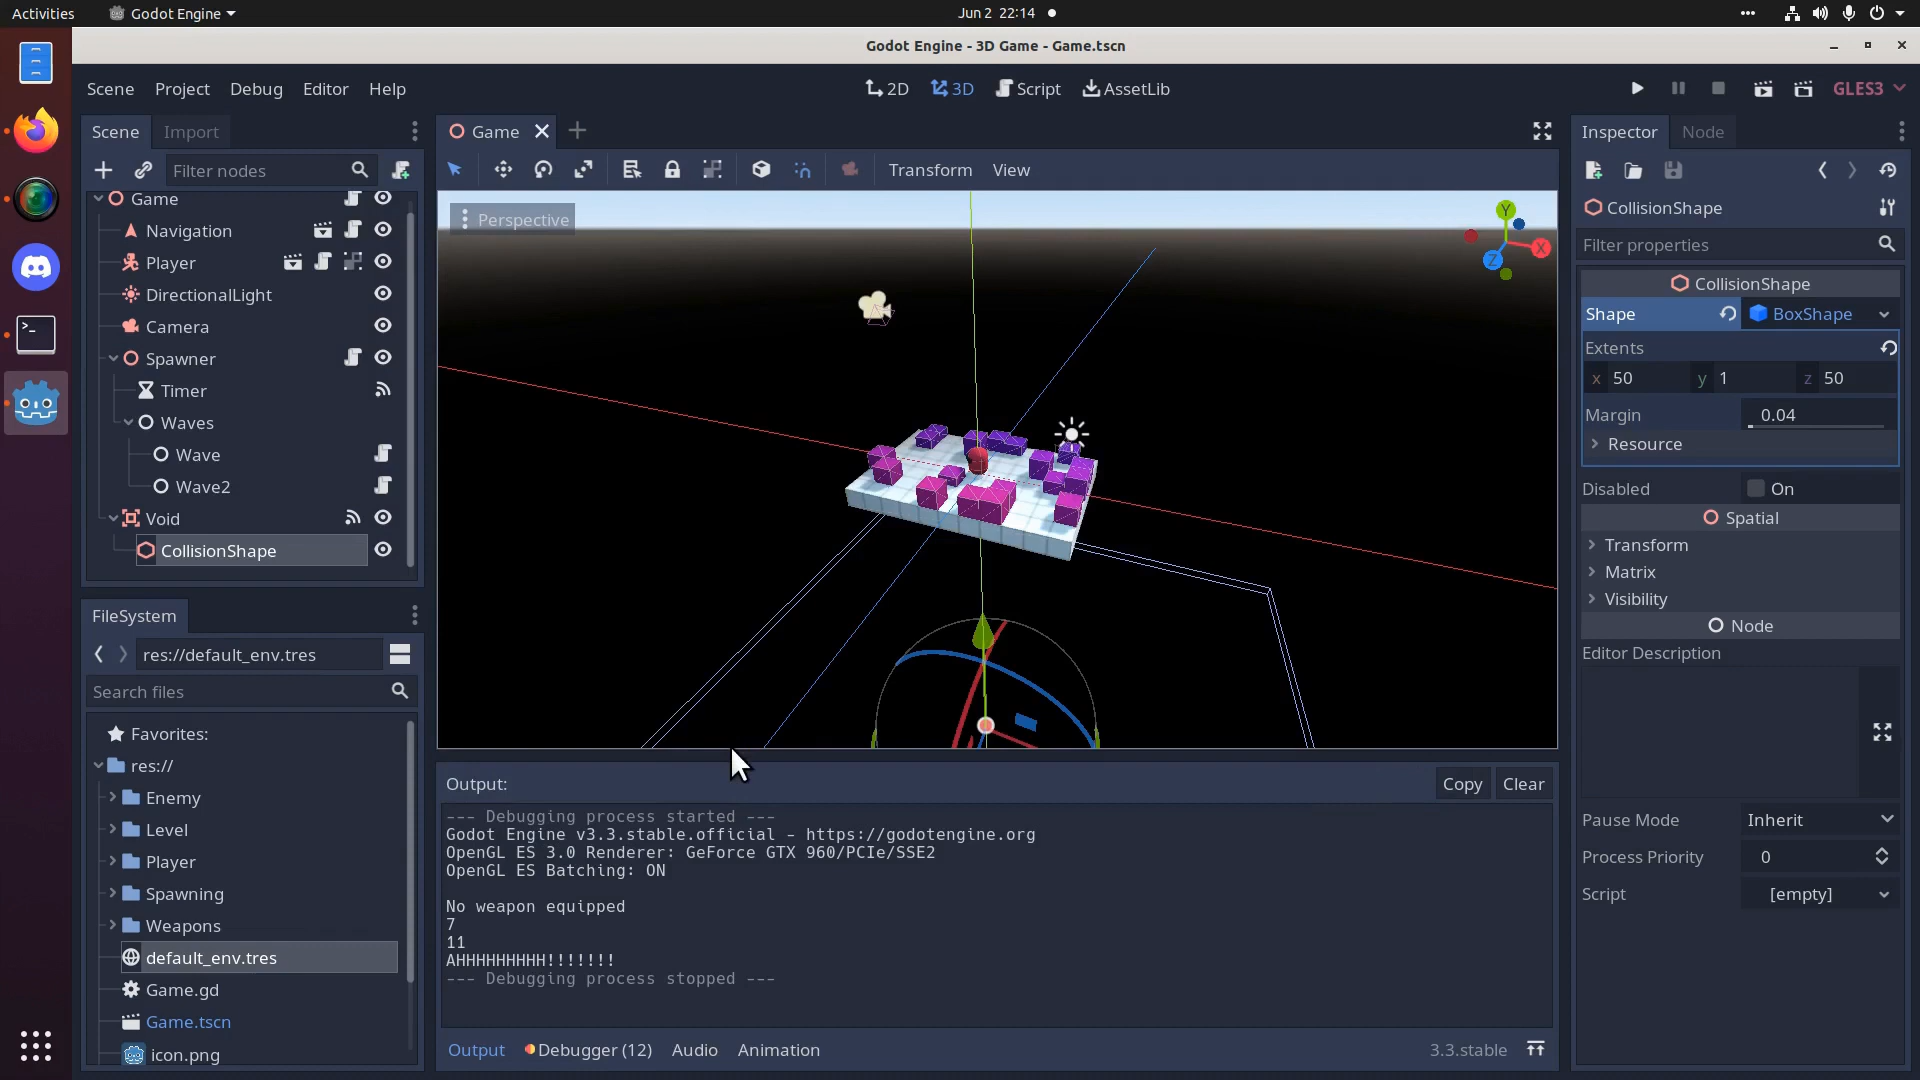 Activities
Godot Engine
Jun 2 22:14
Godot Engine - 3D Game - Game.tscn
Scene Project Debug Editor Help
2D 3D Script AssetLib
GLES3
Scene Import
Filter nodes
Game
Navigation
Player
DirectionalLight
Camera
Spawner
Timer
Waves
Wave
Wave2
Void
CollisionShape
FileSystem
res://default_env.tres
Search files
Favorites:
res://
Enemy
Level
Player
Spawning
Weapons
default_env.tres
Game.gd
Game.tscn
icon.png
Game
Transform View
Perspective
Y
X
Z
Output:
Copy Clear
--- Debugging process started ---
Godot Engine v3.3.stable.official - https://godotengine.org
OpenGL ES 3.0 Renderer: GeForce GTX 960/PCIe/SSE2
OpenGL ES Batching: ON
No weapon equipped
7
11
AHHHHHHHHH!!!!!!!
--- Debugging process stopped ---
Output Debugger (12) Audio Animation
3.3.stable
Inspector Node
CollisionShape
Filter properties
CollisionShape
Shape BoxShape
Extents
x 50 y 1 z 50
Margin 0.04
Resource
Disabled On
Spatial
Transform
Matrix
Visibility
Node
Editor Description
Pause Mode Inherit
Process Priority 0
Script [empty]